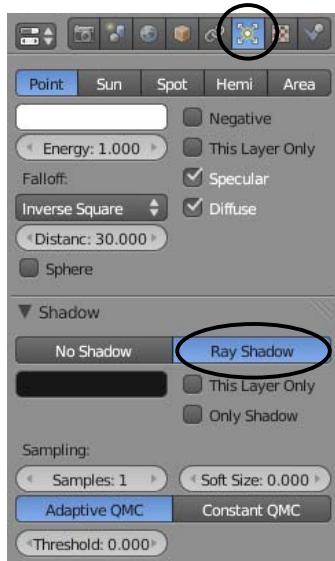 Point Sun Spot Hemi Area
Negative
Energy: 1.000 This Layer Only
Falloff: Specular
Inverse Square Diffuse
Distanc: 30.000
Sphere
Shadow
No Shadow Ray Shadow
This Layer Only
Only Shadow
Sampling:
Samples: 1 Soft Size: 0.000
Adaptive QMC Constant QMC
Threshold: 0.000